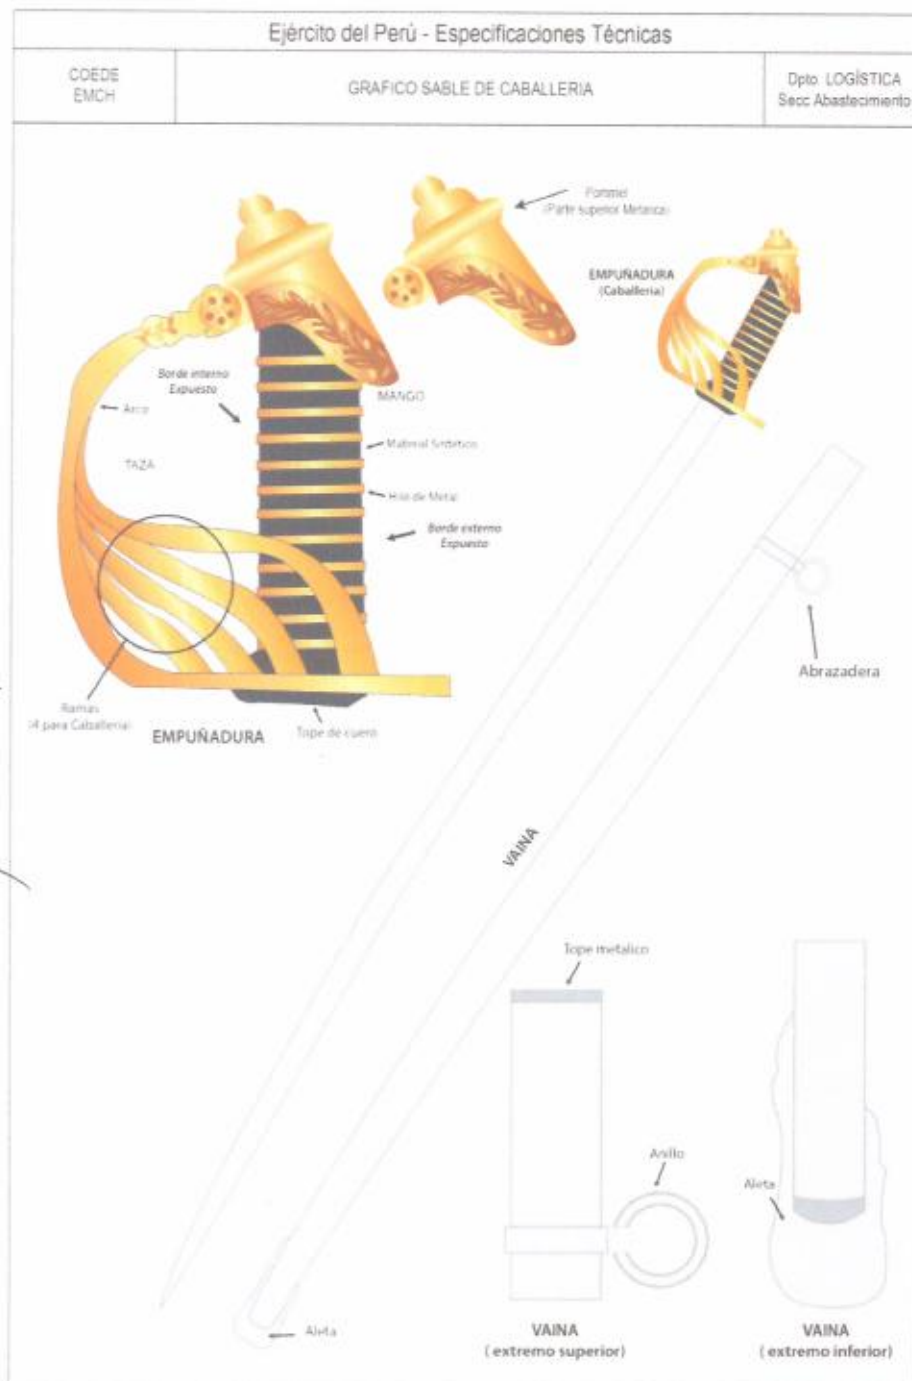 Ejército del Perú - Especificaciones Técnicas
COEDE
EMCH
GRAFICO SABLE DE CABALLERIA
Dpto. LOGÍSTICA
Secc Abastecimiento
Pommel
(Parte superior Metalica)
EMPUÑADURA
(Caballeria)
Borde interno
Expuesto
MANGO
Arco
Material Sintético
TAZA
Hilo de Metal
Borde externo
Expuesto
Abrazadera
Ramas
(4 para Caballeria)
EMPUÑADURA
Tope de cuero
VAINA
Tope metalico
Anillo
Aleta
Aleta
VAINA
( extremo superior)
VAINA
( extremo inferior)